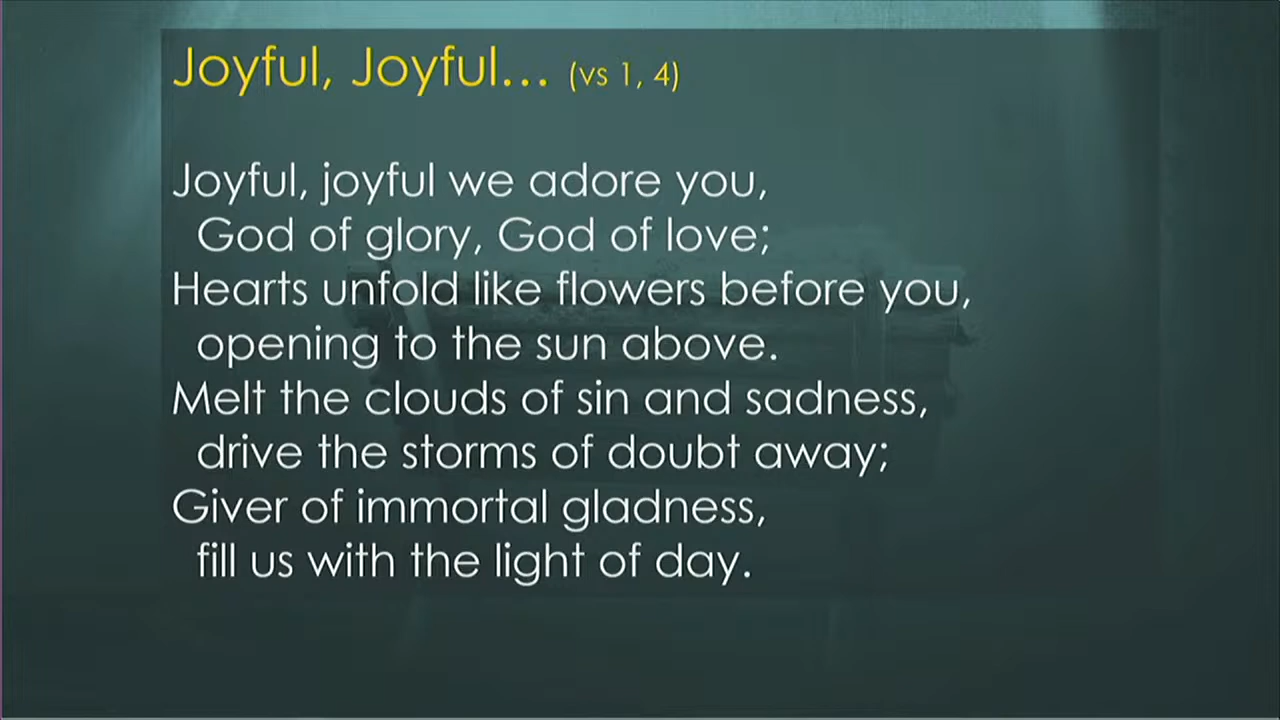 Joyful, Joyful… (vs 1, 4)
Joyful, joyful we adore you,
God of glory, God of love;
Hearts unfold like flowers before you,
opening to the sun above.
Melt the clouds of sin and sadness,
drive the storms of doubt away;
Giver of immortal gladness,
fill us with the light of day.